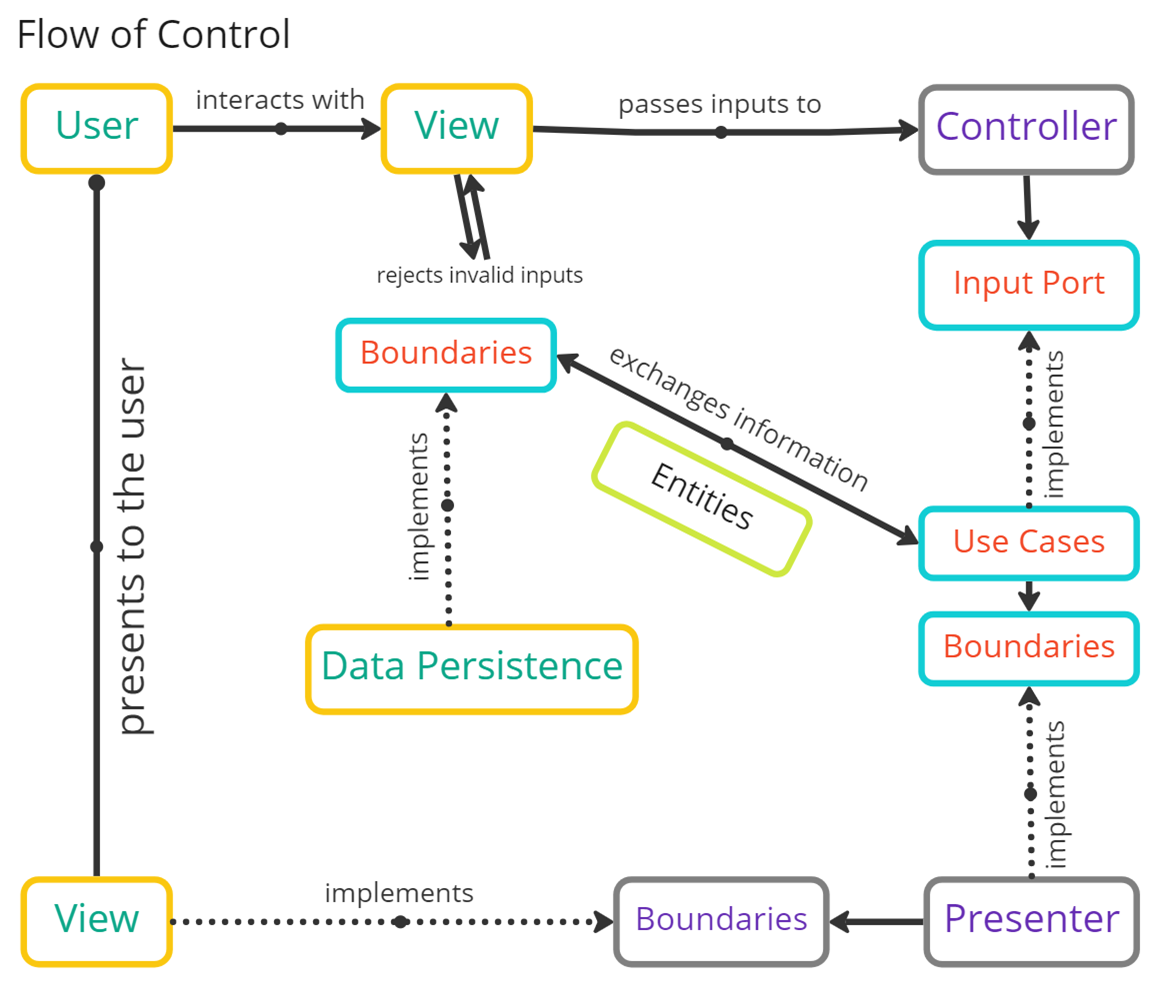 Flow of Control
interacts with
passes inputs to
User
View
Controller
rejects invalid inputs
Input Port
Boundaries
exchanges information
implements
implements
Entities
Use Cases
presents to the user
Data Persistence
Boundaries
implements
implements
View
Boundaries
Presenter